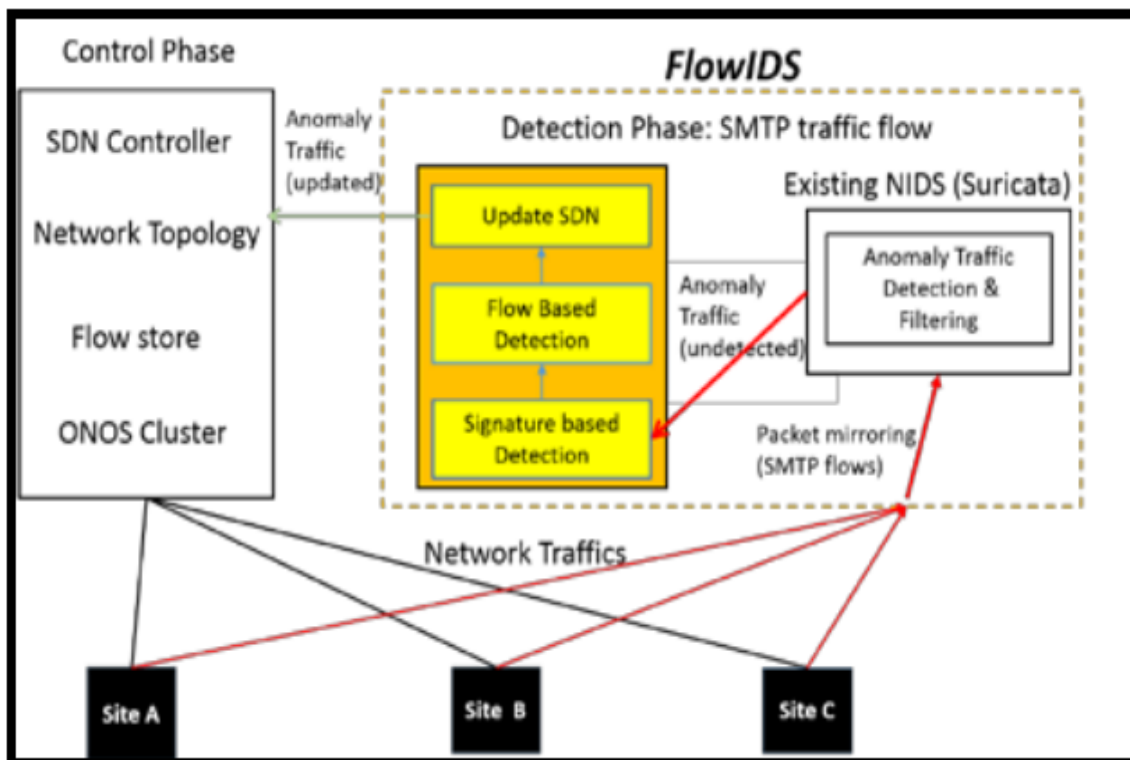 Control Phase
SDN Controller
Network Topology
Flow store
ONOS Cluster
Anomaly
Traffic
(updated)
FlowIDS
Detection Phase: SMTP traffic flow
Update SDN
Flow Based
Detection
Signature based
Detection
Anomaly
Traffic
(undetected)
Existing NIDS (Suricata)
Anomaly Traffic
Detection &
Filtering
Packet mirroring
(SMTP flows)
Network Traffics
Site A
Site B
Site C